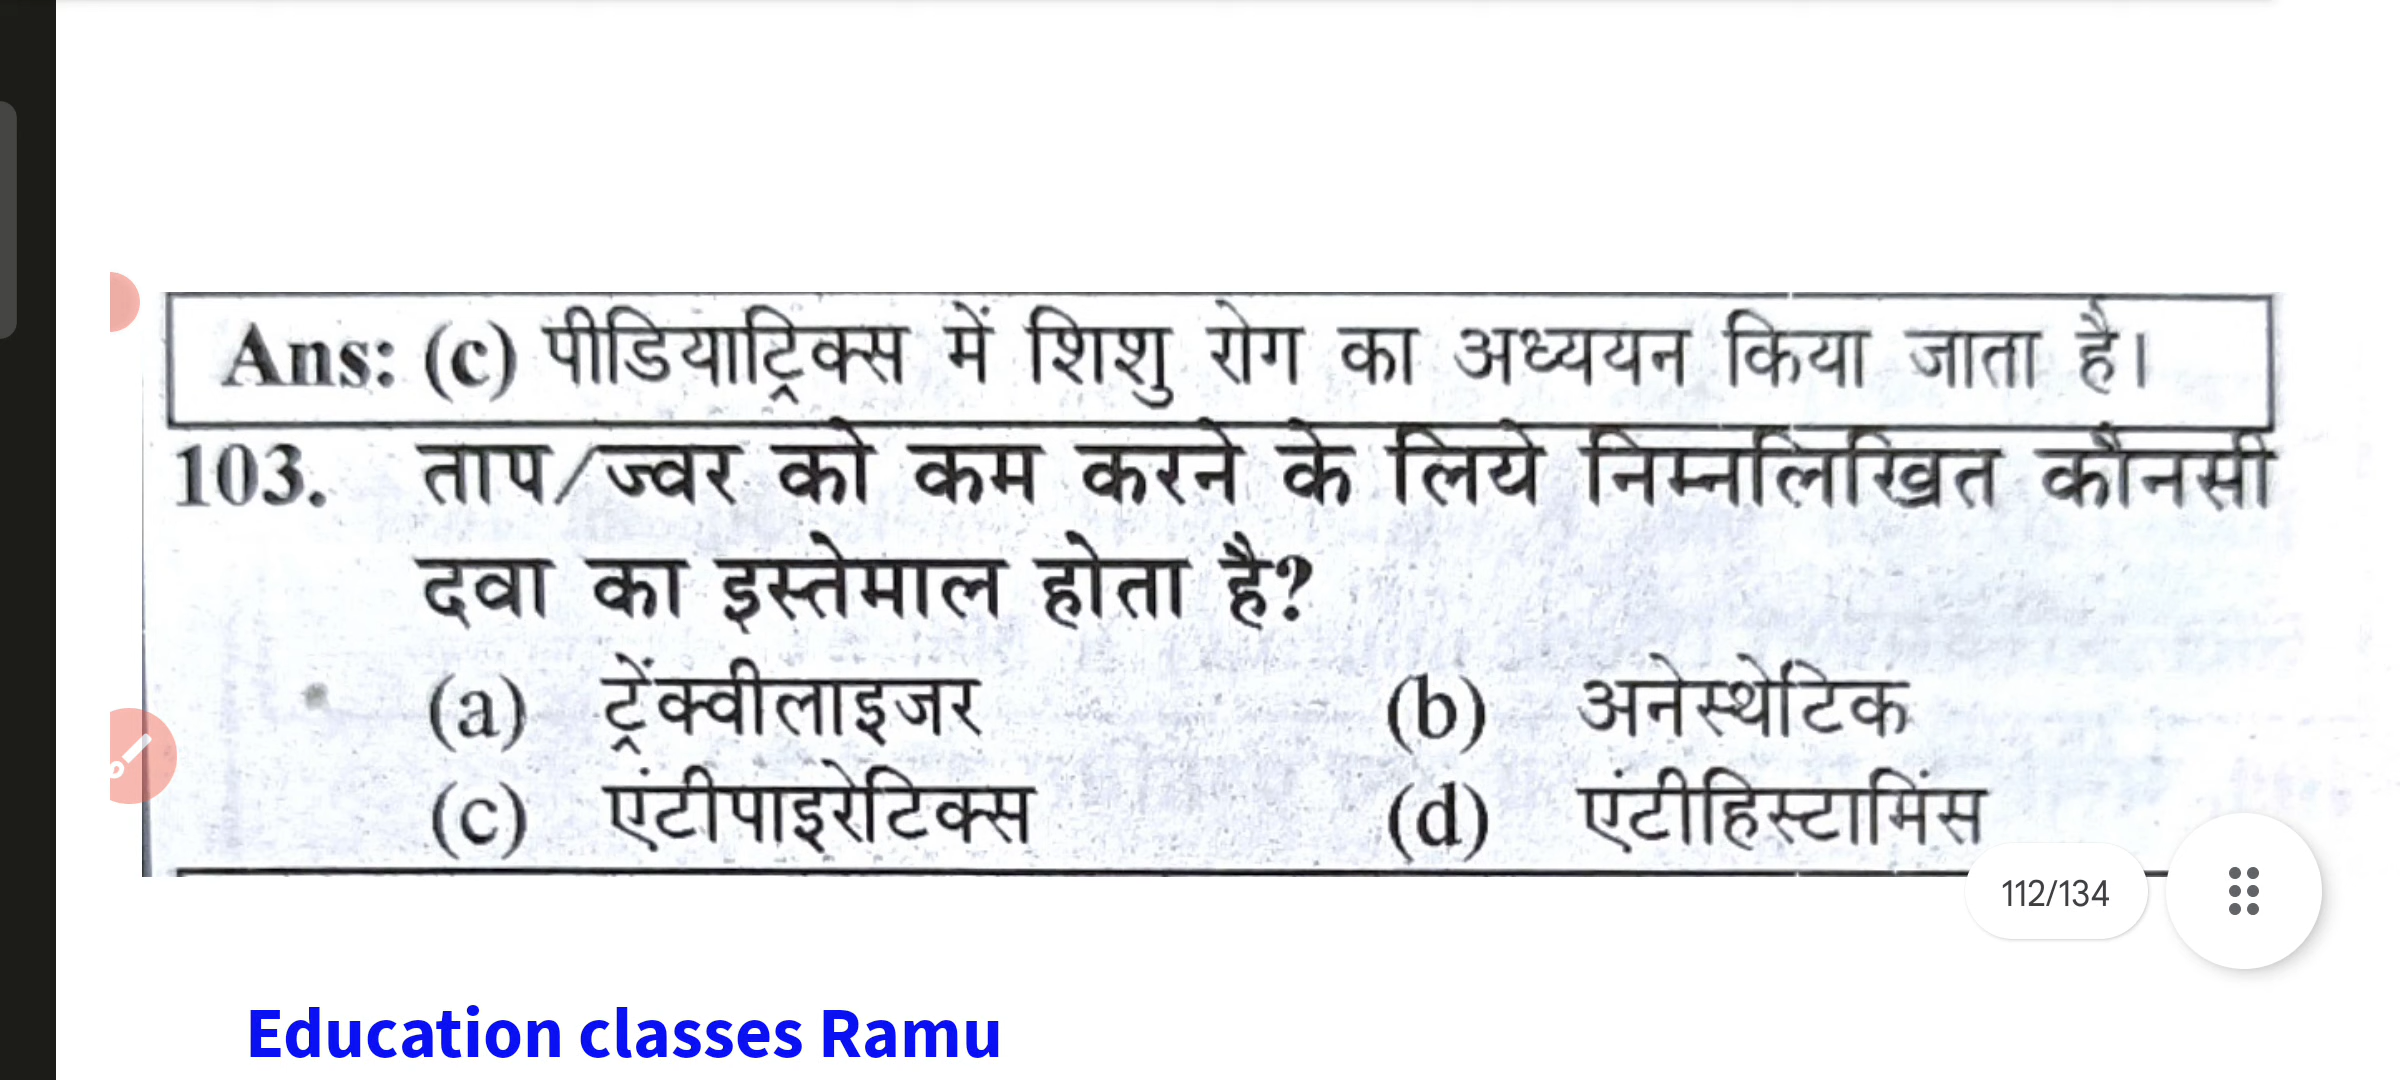 Ans: (c) पीडियाट्रिक्स में शिशु रोग का अध्ययन किया जाता है।
103. ताप/ज्वर को कम करने के लिये निम्नलिखित कौनसी
दवा का इस्तेमाल होता है?
(a) ट्रेंक्वीलाइजर (b) अनेस्थेटिक
(c) एंटीपाइरेटिक्स (d) एंटीहिस्टामिंस
112/134
Education classes Ramu